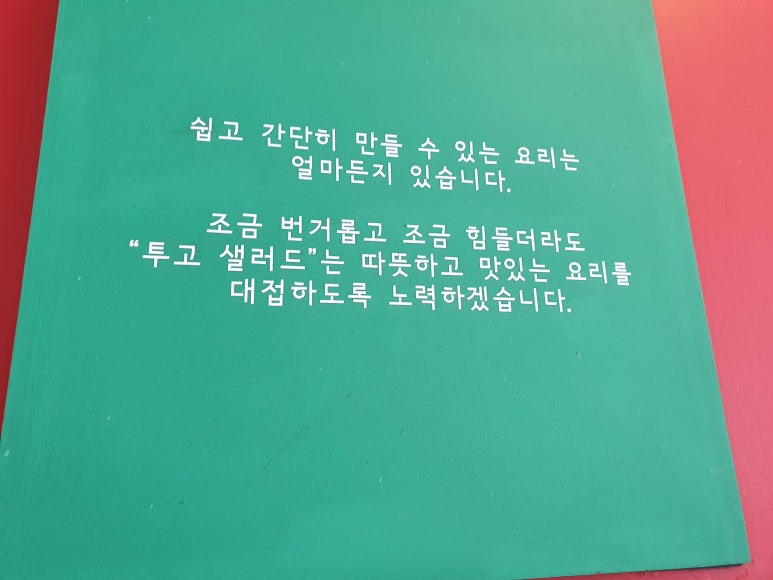 쉽고 간단히 만들 수 있는 요리는
얼마든지 있습니다.
조금 번거롭고 조금 힘들더라도
“투고 샐러드”는 따뜻하고 맛있는 요리를
대접하도록 노력하겠습니다.